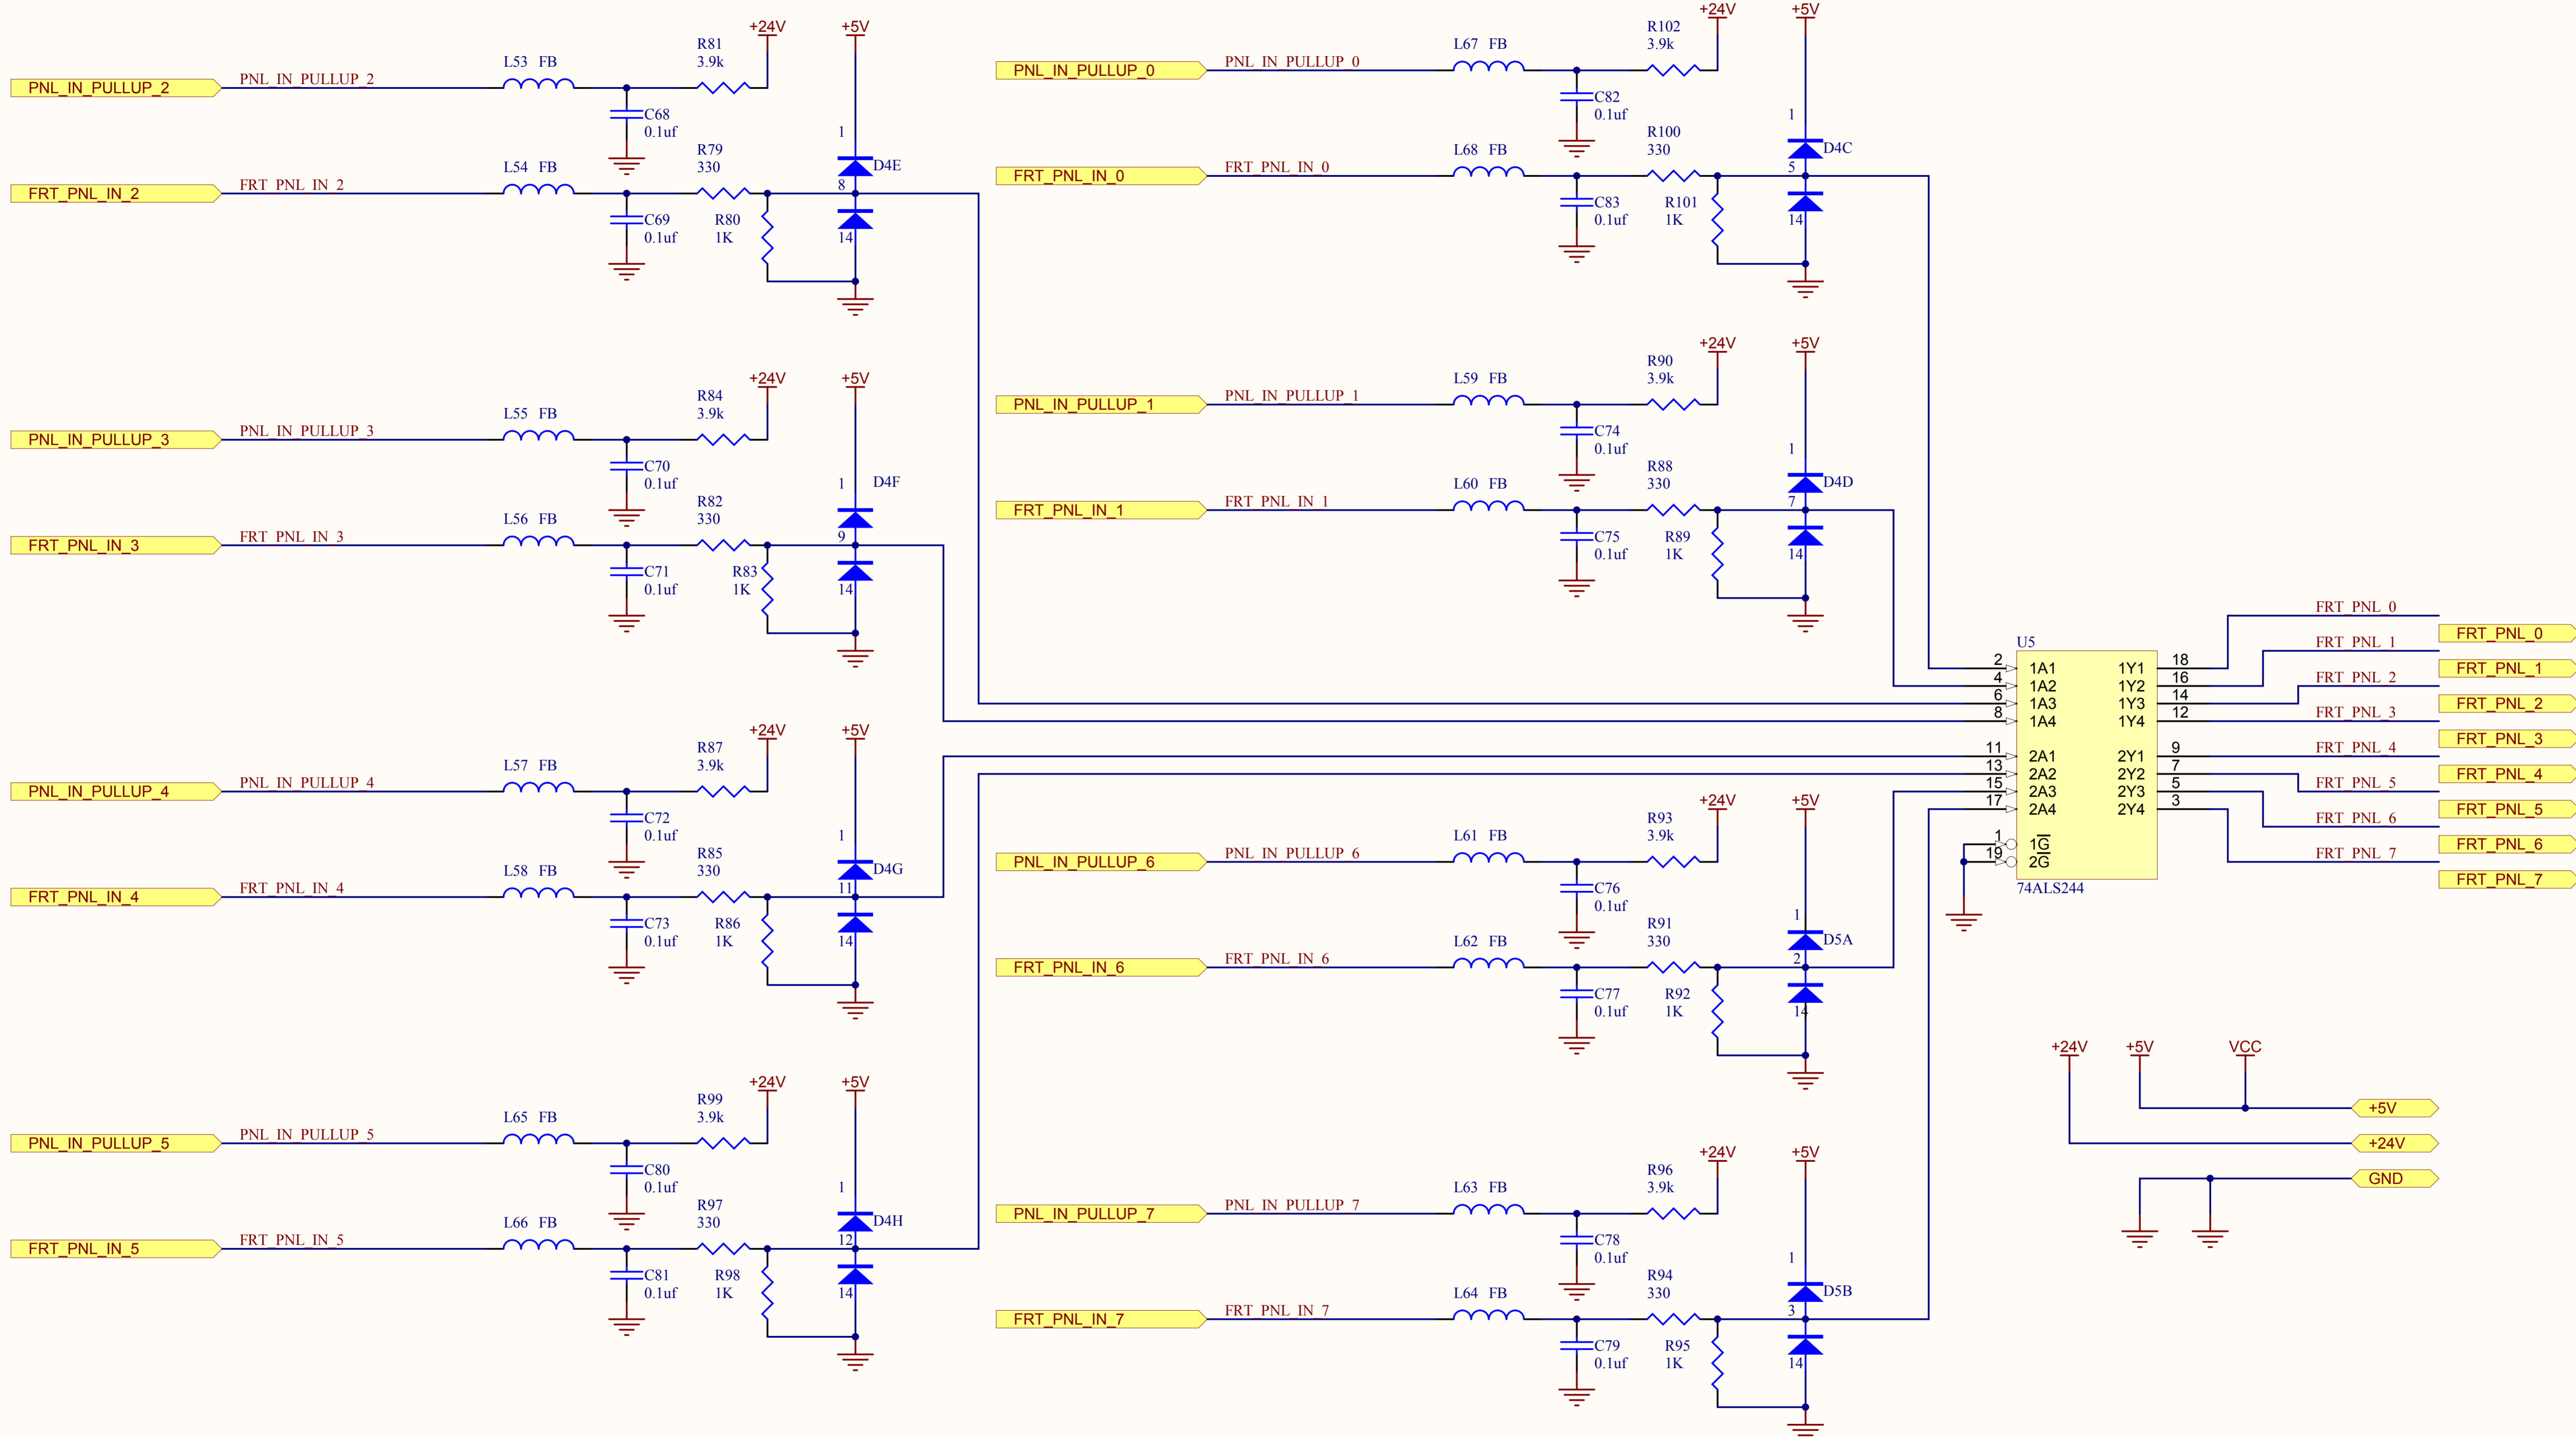 +24V +5V
R81
3.9k
L53 FB
PNL_IN_PULLUP_2 PNL_IN_PULLUP_2
C68
0.1uf
1
R79
330
L54 FB
D4E
FRT_PNL_IN_2 FRT_PNL_IN_2
8
C69
0.1uf
R80
1K
14
+24V +5V
R84
3.9k
L55 FB
PNL_IN_PULLUP_3 PNL_IN_PULLUP_3
C70
0.1uf
1
D4F
R82
330
L56 FB
FRT_PNL_IN_3 FRT_PNL_IN_3
9
C71
0.1uf
R83
1K
14
+24V +5V
R87
3.9k
L57 FB
PNL_IN_PULLUP_4 PNL_IN_PULLUP_4
C72
0.1uf
1
R85
330
L58 FB
D4G
FRT_PNL_IN_4 FRT_PNL_IN_4
11
C73
0.1uf
R86
1K
14
+24V +5V
R99
3.9k
L65 FB
PNL_IN_PULLUP_5 PNL_IN_PULLUP_5
C80
0.1uf
1
R97
330
L66 FB
D4H
FRT_PNL_IN_5 FRT_PNL_IN_5
12
C81
0.1uf
R98
1K
14
+24V +5V
R102
3.9k
L67 FB
PNL_IN_PULLUP_0 PNL_IN_PULLUP_0
C82
0.1uf
1
R100
330
L68 FB
D4C
FRT_PNL_IN_0 FRT_PNL_IN_0
5
C83
0.1uf
R101
1K
14
+24V +5V
R90
3.9k
L59 FB
PNL_IN_PULLUP_1 PNL_IN_PULLUP_1
C74
0.1uf
1
R88
330
L60 FB
D4D
FRT_PNL_IN_1 FRT_PNL_IN_1
7
C75
0.1uf
R89
1K
14
+24V +5V
R93
3.9k
L61 FB
PNL_IN_PULLUP_6 PNL_IN_PULLUP_6
C76
0.1uf
1
R91
330
L62 FB
D5A
FRT_PNL_IN_6 FRT_PNL_IN_6
2
C77
0.1uf
R92
1K
14
+24V +5V
R96
3.9k
L63 FB
PNL_IN_PULLUP_7 PNL_IN_PULLUP_7
C78
0.1uf
1
R94
330
L64 FB
D5B
FRT_PNL_IN_7 FRT_PNL_IN_7
3
C79
0.1uf
R95
1K
14
U5
2 1A1 1Y1 18
4 1A2 1Y2 16
6 1A3 1Y3 14
8 1A4 1Y4 12
11 2A1 2Y1 9
13 2A2 2Y2 7
15 2A3 2Y3 5
17 2A4 2Y4 3
1 1G
19 2G
74ALS244
FRT_PNL_0
FRT_PNL_0
FRT_PNL_1
FRT_PNL_1
FRT_PNL_2
FRT_PNL_2
FRT_PNL_3
FRT_PNL_3
FRT_PNL_4
FRT_PNL_4
FRT_PNL_5
FRT_PNL_5
FRT_PNL_6
FRT_PNL_6
FRT_PNL_7
FRT_PNL_7
+24V +5V VCC
+5V
+24V
GND